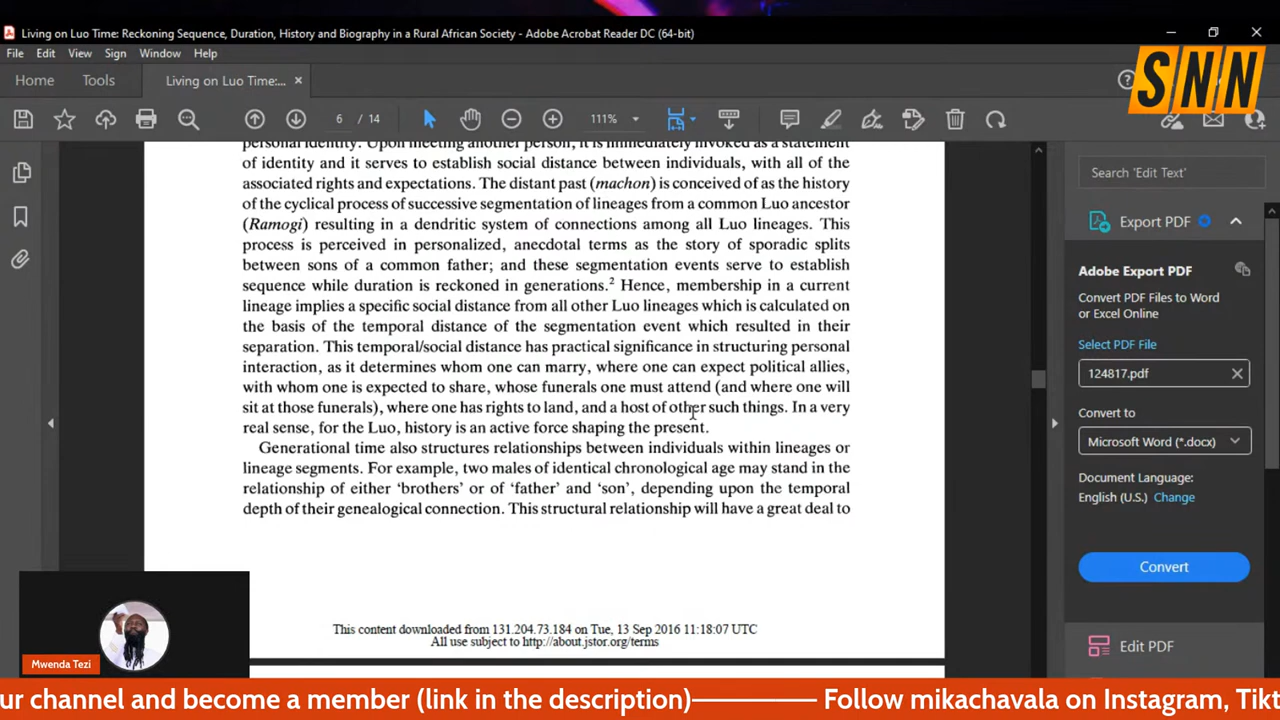 Living on Luo Time: Reckoning Sequence, Duration, History and Biography in a Rural African Society - Adobe Acrobat Reader DC (64-bit)
File Edit View Sign Window Help
Home Tools Living on Luo Time:... ×
SNN
6 / 14 111%
personal identity. Upon meeting another person, it is immediately invoked as a statement
of identity and it serves to establish social distance between individuals, with all of the
associated rights and expectations. The distant past (machon) is conceived of as the history
of the cyclical process of successive segmentation of lineages from a common Luo ancestor
(Ramogi) resulting in a dendritic system of connections among all Luo lineages. This
process is perceived in personalized, anecdotal terms as the story of sporadic splits
between sons of a common father; and these segmentation events serve to establish
sequence while duration is reckoned in generations.2 Hence, membership in a current
lineage implies a specific social distance from all other Luo lineages which is calculated on
the basis of the temporal distance of the segmentation event which resulted in their
separation. This temporal/social distance has practical significance in structuring personal
interaction, as it determines whom one can marry, where one can expect political allies,
with whom one is expected to share, whose funerals one must attend (and where one will
sit at those funerals), where one has rights to land, and a host of other such things. In a very
real sense, for the Luo, history is an active force shaping the present.
Generational time also structures relationships between individuals within lineages or
lineage segments. For example, two males of identical chronological age may stand in the
relationship of either 'brothers' or of 'father' and 'son', depending upon the temporal
depth of their genealogical connection. This structural relationship will have a great deal to
This content downloaded from 131.204.73.184 on Tue, 13 Sep 2016 11:18:07 UTC
All use subject to http://about.jstor.org/terms
Search 'Edit Text'
Export PDF
Adobe Export PDF
Convert PDF Files to Word
or Excel Online
Select PDF File
124817.pdf
Convert to
Microsoft Word (*.docx)
Document Language:
English (U.S.) Change
Convert
Edit PDF
Mwenda Tezi
ur channel and become a member (link in the description)————— Follow mikachavala on Instagram, Tikt